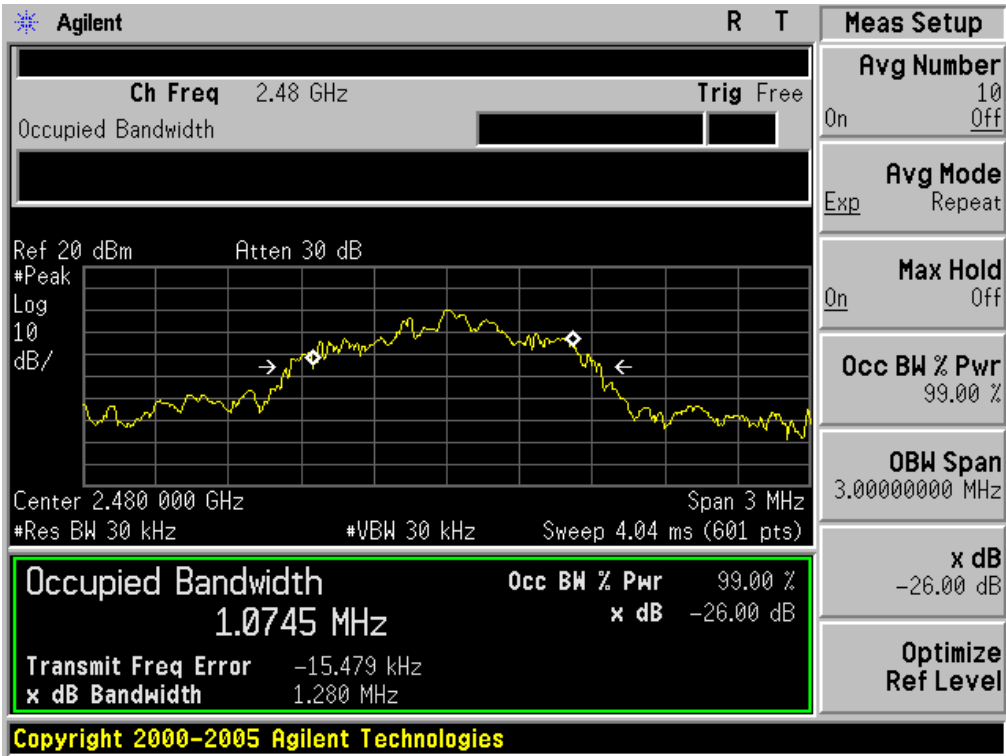 Agilent R T
Ch Freq 2.48 GHz Trig Free
Occupied Bandwidth
Ref 20 dBm Atten 30 dB
#Peak
Log
10
dB/
Center 2.480 000 GHz Span 3 MHz
#Res BW 30 kHz #VBW 30 kHz Sweep 4.04 ms (601 pts)
Occupied Bandwidth Occ BW % Pwr 99.00 %
1.0745 MHz x dB -26.00 dB
Transmit Freq Error -15.479 kHz
x dB Bandwidth 1.280 MHz
Copyright 2000-2005 Agilent Technologies
Meas Setup
Avg Number
10
On Off
Avg Mode
Exp Repeat
Max Hold
On Off
Occ BW % Pwr
99.00 %
OBW Span
3.00000000 MHz
x dB
-26.00 dB
Optimize
Ref Level